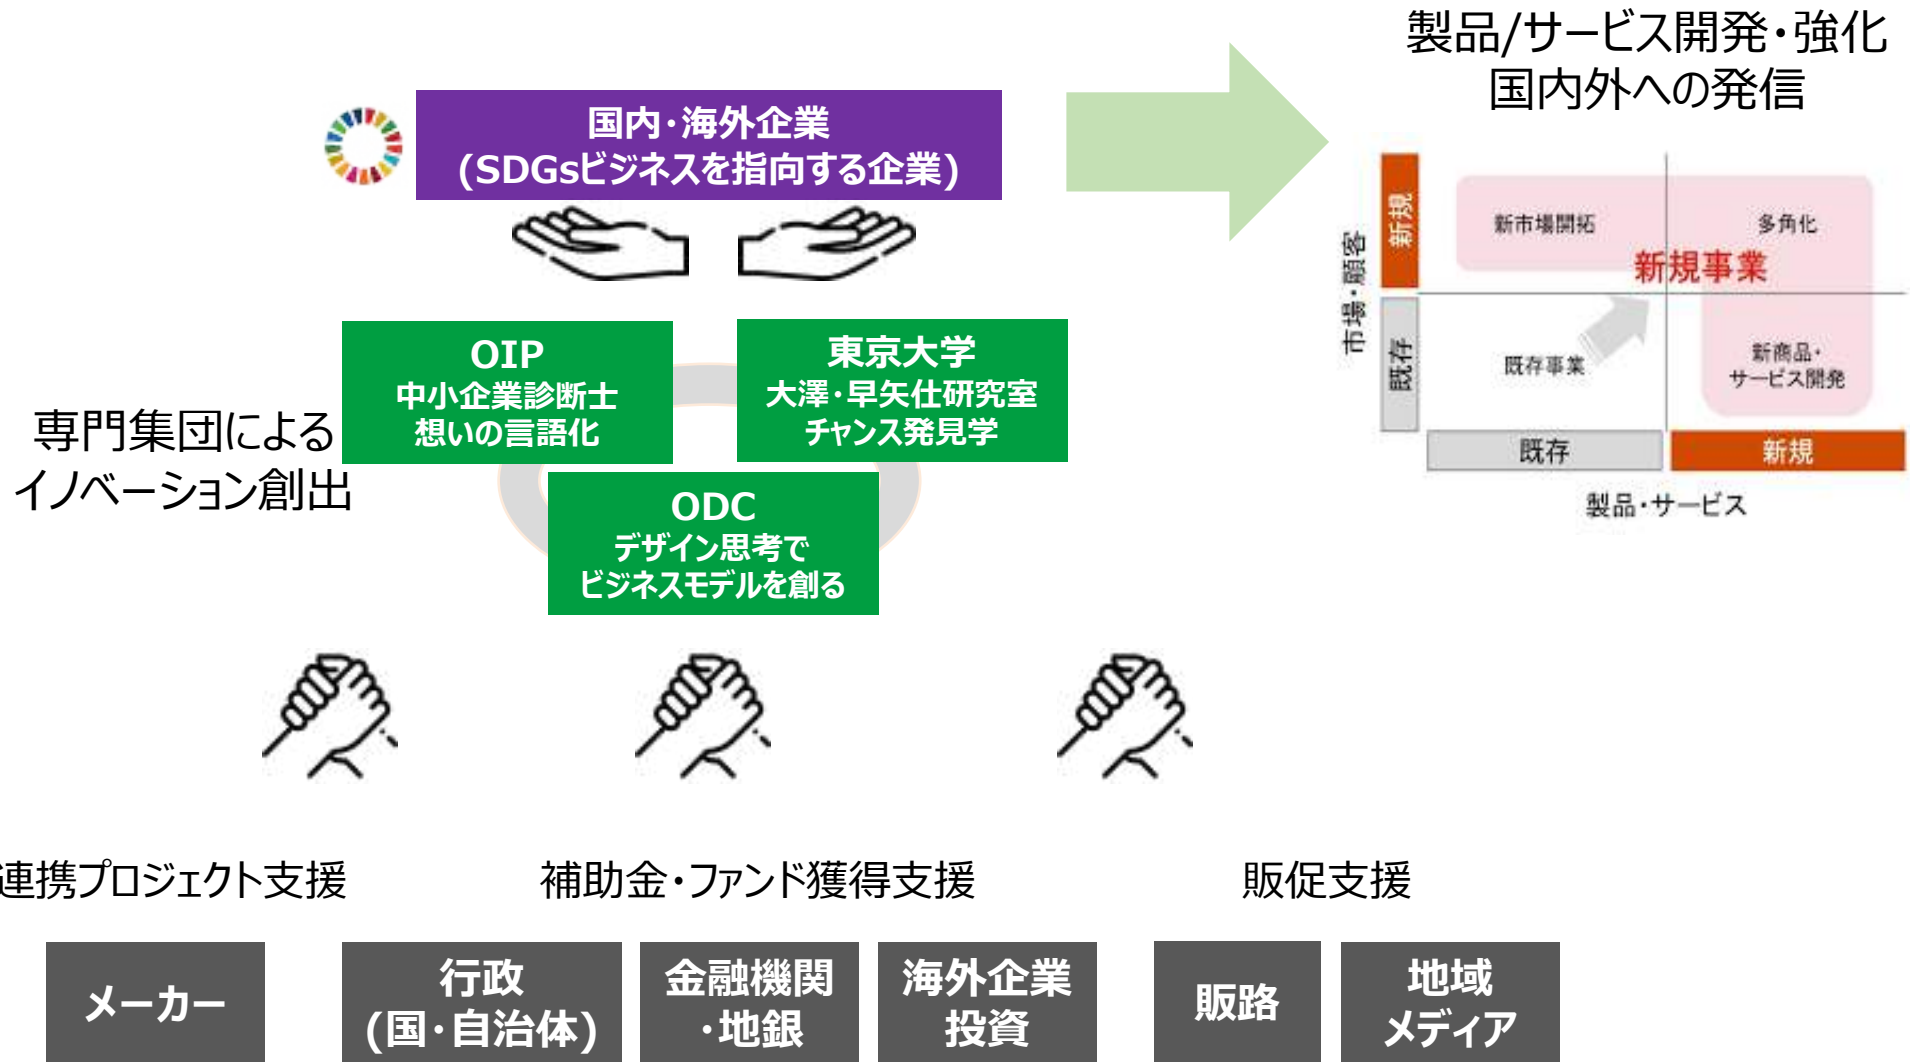 製品/サービス開発・強化
国内外への発信
国内・海外企業
(SDGsビジネスを指向する企業)
新規
新市場開拓
多角化
新規事業
市場・顧客
既存
既存事業
新商品・
サービス開発
既存
新規
製品・サービス
OIP
中小企業診断士
想いの言語化
東京大学
大澤・早矢仕研究室
チャンス発見学
専門集団による
イノベーション創出
ODC
デザイン思考で
ビジネスモデルを創る
連携プロジェクト支援
補助金・ファンド獲得支援
販促支援
メーカー
行政
(国・自治体)
金融機関
・地銀
海外企業
投資
販路
地域
メディア